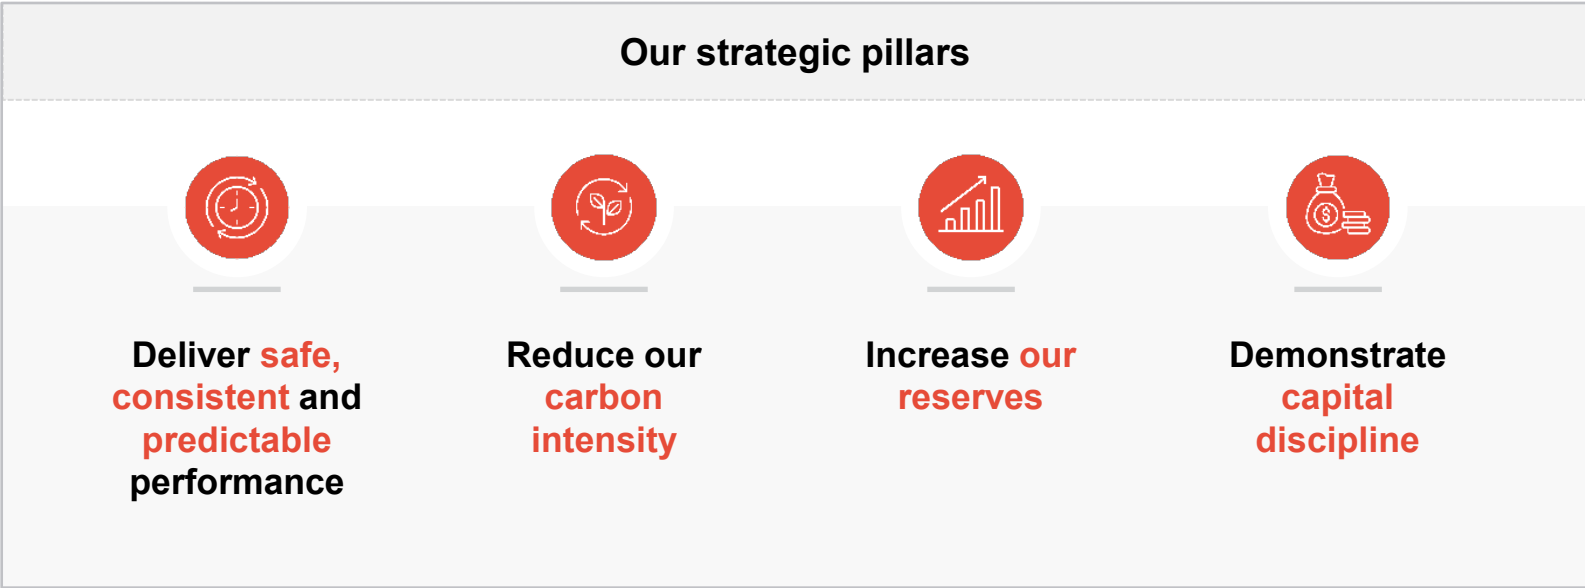 Our strategic pillars
Deliver safe,
consistent and
predictable
performance
Reduce our
carbon
intensity
Increase our
reserves
$
Demonstrate
capital
discipline